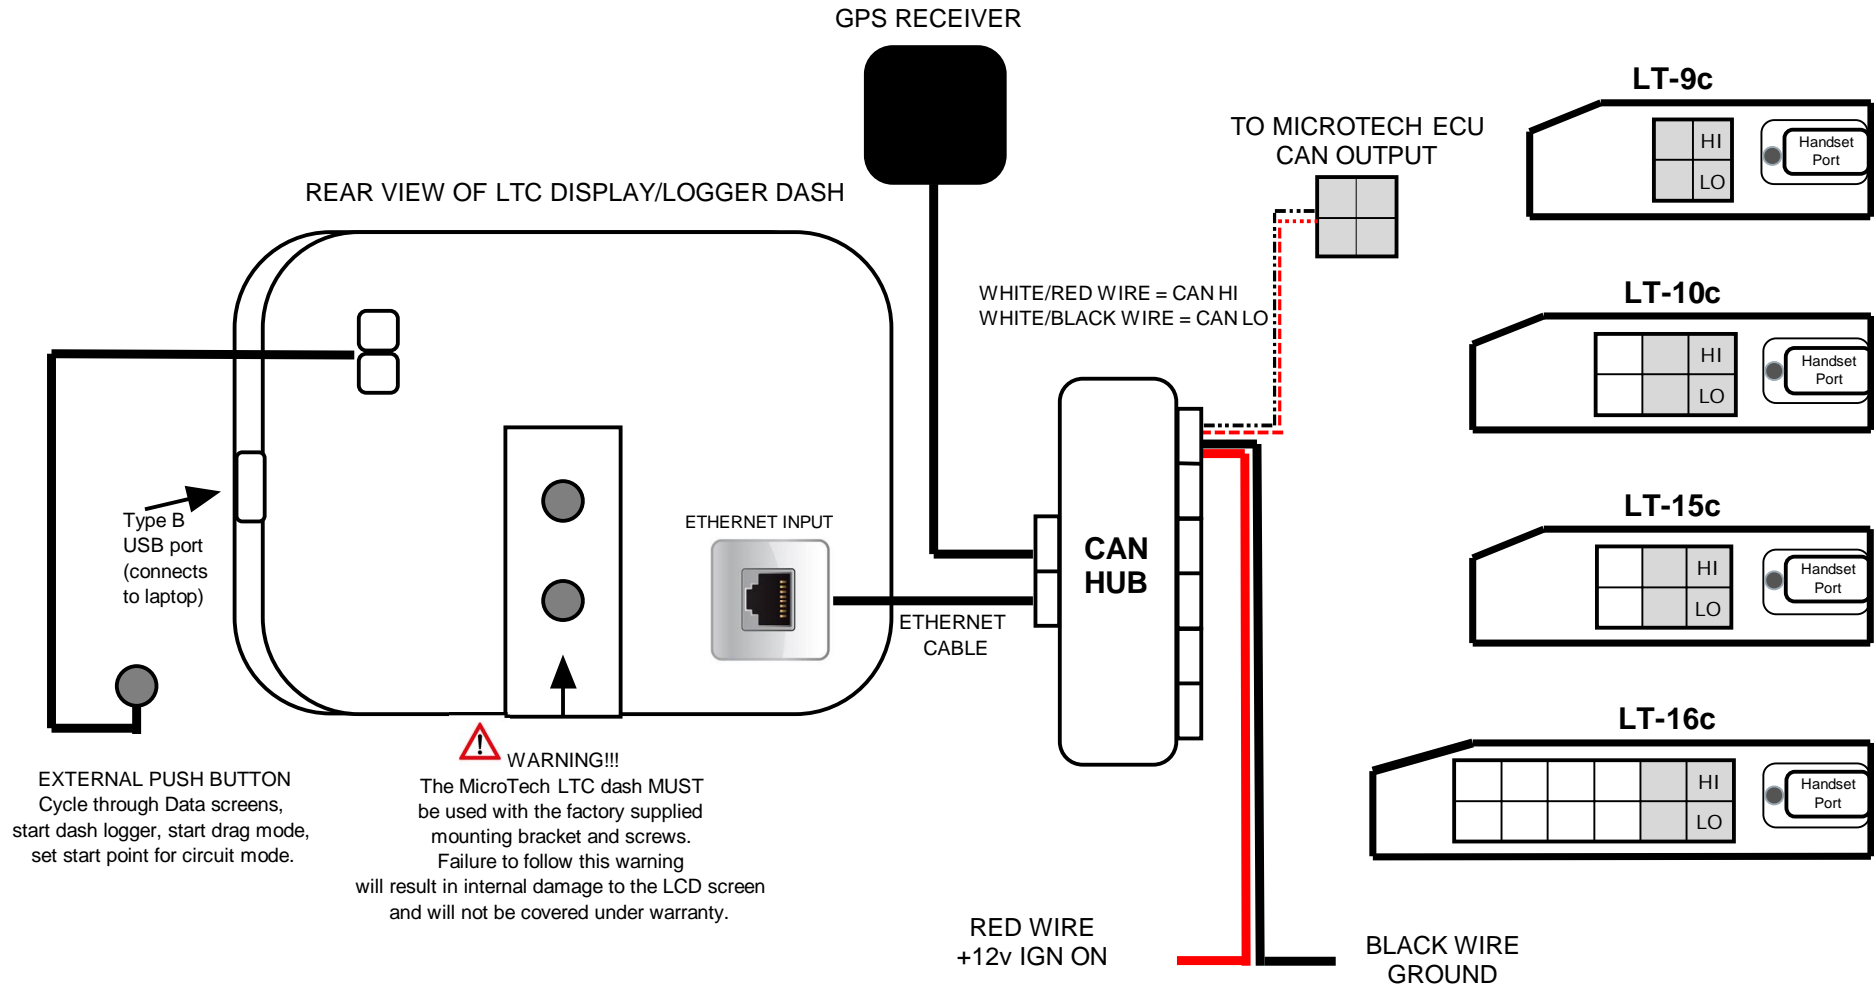 GPS RECEIVER
REAR VIEW OF LTC DISPLAY/LOGGER DASH
TO MICROTECH ECU
CAN OUTPUT
WHITE/RED WIRE = CAN HI
WHITE/BLACK WIRE = CAN LO
Type B
USB port
(connects
to laptop)
ETHERNET INPUT
ETHERNET
CABLE
CAN
HUB
EXTERNAL PUSH BUTTON
Cycle through Data screens,
start dash logger, start drag mode,
set start point for circuit mode.
WARNING!!!
The MicroTech LTC dash MUST
be used with the factory supplied
mounting bracket and screws.
Failure to follow this warning
will result in internal damage to the LCD screen
and will not be covered under warranty.
RED WIRE
+12v IGN ON
BLACK WIRE
GROUND
LT-9c
HI
LO
Handset
Port
LT-10c
HI
LO
Handset
Port
LT-15c
HI
LO
Handset
Port
LT-16c
HI
LO
Handset
Port